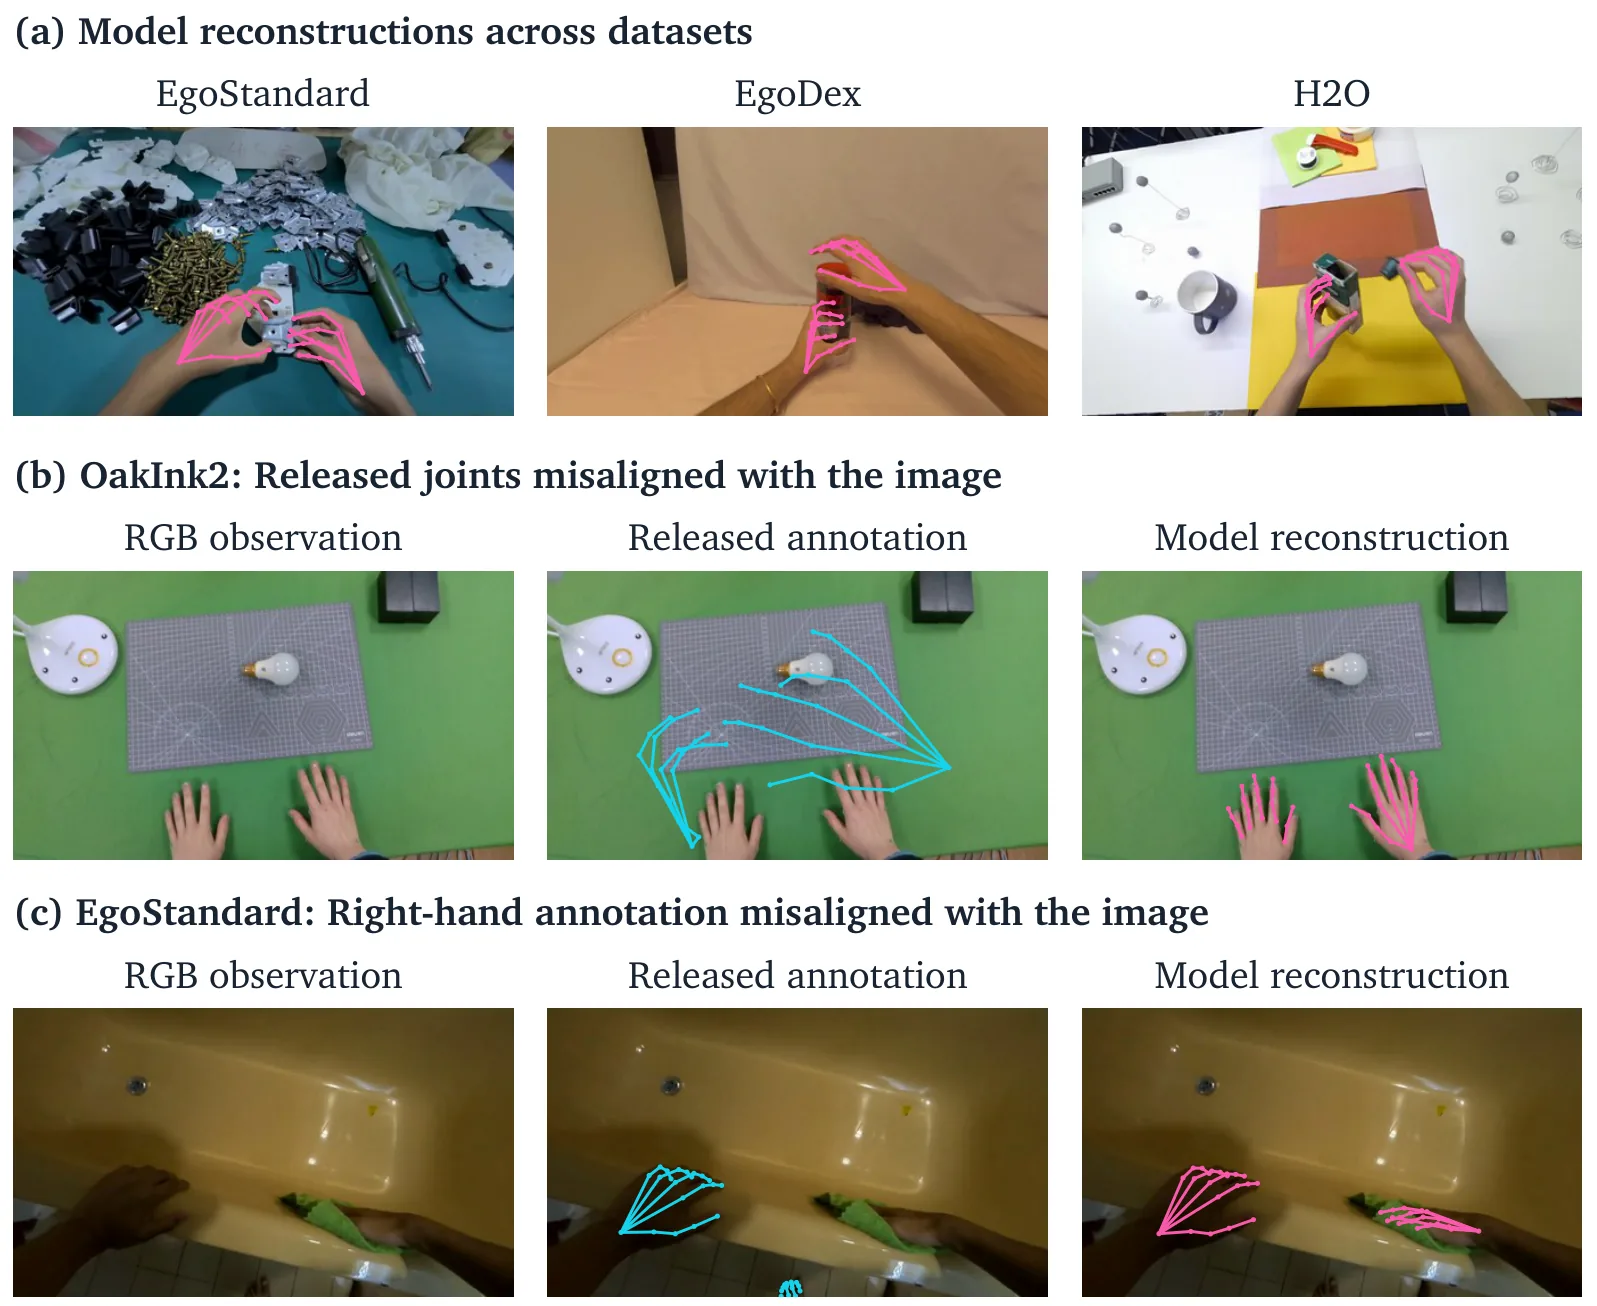 (a) Model reconstructions across datasets
EgoStandard
EgoDex
H2O
(b) OakInk2: Released joints misaligned with the image
RGB observation
Released annotation
Model reconstruction
(c) EgoStandard: Right-hand annotation misaligned with the image
RGB observation
Released annotation
Model reconstruction